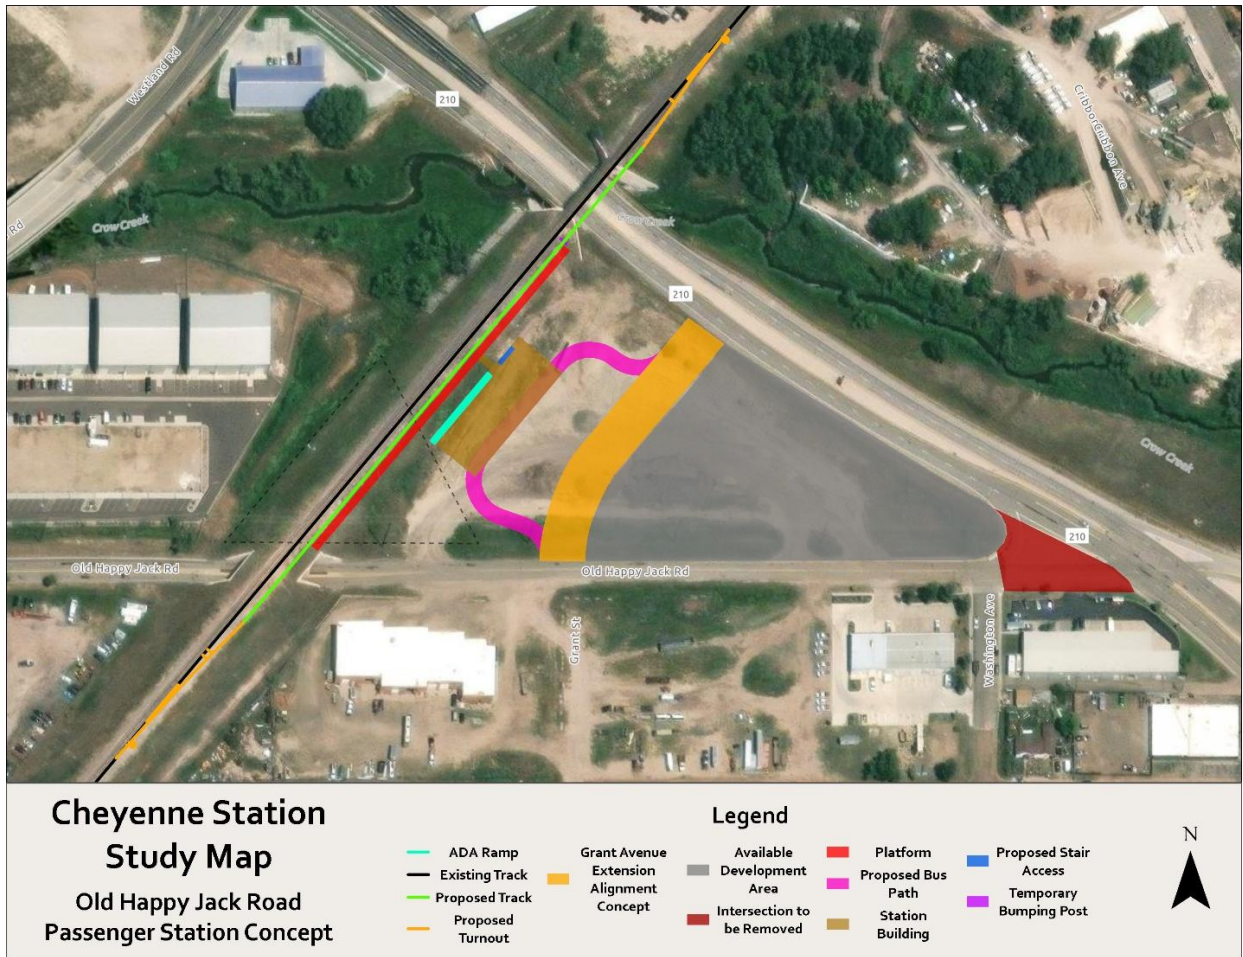 Westland Rd
210
Cribbon Ave
Rd
Crow Creek
210
Crow Creek
210
Old Happy Jack Rd
Old Happy Jack Rd
Grant St
Washington Ave
Cheyenne Station
Study Map
Old Happy Jack Road
Passenger Station Concept
Legend
ADA Ramp
Existing Track
Proposed Track
Proposed
Turnout
Grant Avenue
Extension
Alignment
Concept
Available
Development
Area
Intersection to
be Removed
Platform
Proposed Bus
Path
Station
Building
Proposed Stair
Access
Temporary
Bumping Post
N